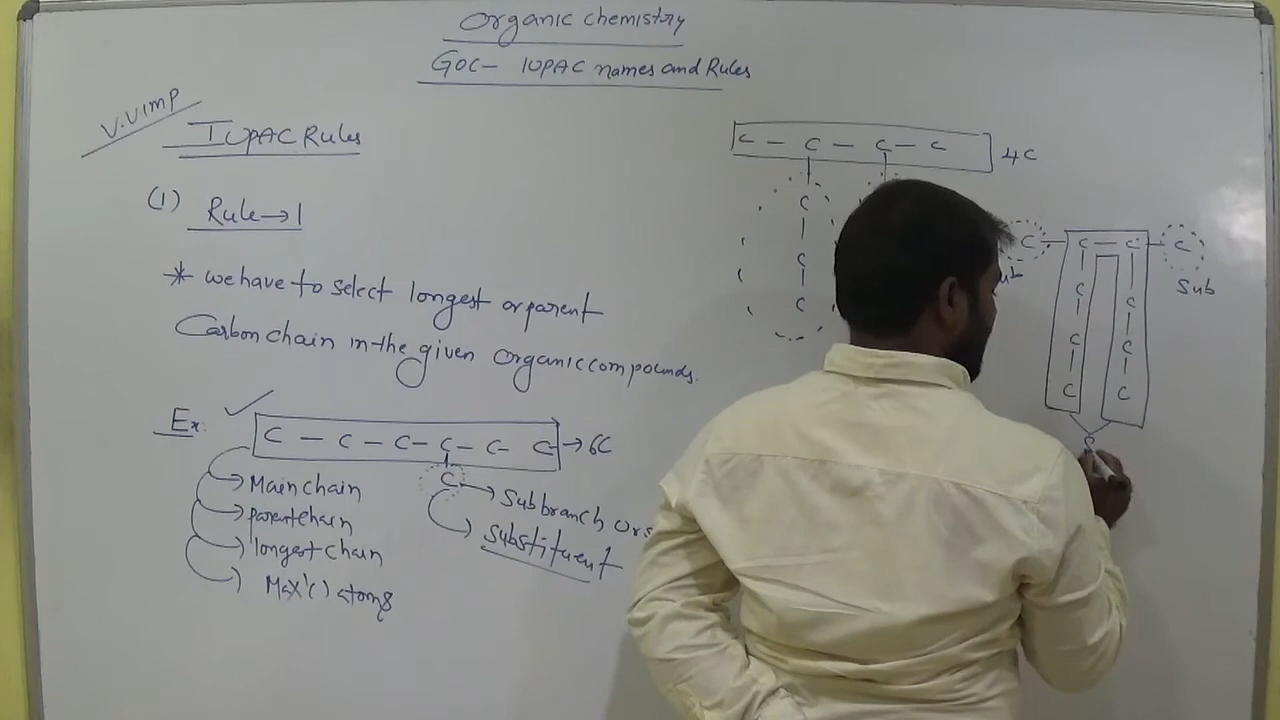 Organic chemistry
GOC- IUPAC names and Rules
V.V IMP
IUPAC Rules
(1) Rule→1
* we have to select longest or parent
Carbon chain in the given organic compounds.
Ex:
C - C - C - C - C - C → 6C
C → Subbranch or
→ Substituent
→ Main chain
→ parent chain
→ longest chain
→ Max '()' atoms
C - C - C - C 4C
C
C
C
C - C - C - C
Sub
C C
C C
C C